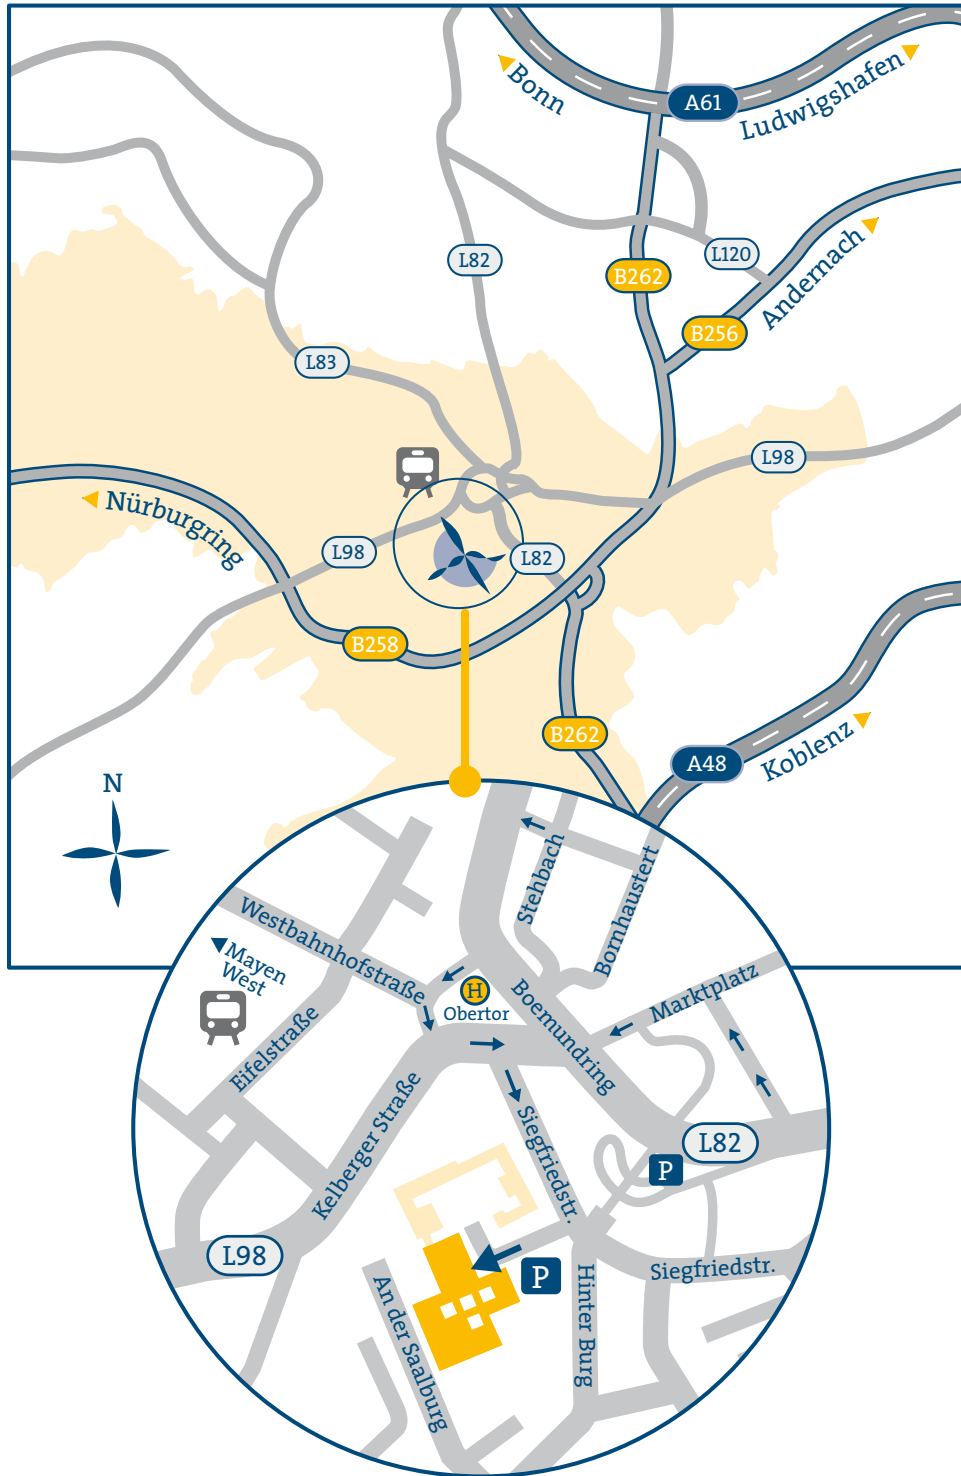 Bonn
A61
Ludwigshafen
L82
B262
L120
Andernach
B256
L83
L98
Nürburgring
L98
L82
B258
B262
A48
Koblenz
N
Stehbach
Bornhaustert
Westbahnhofstraße
Mayen
West
H
Obertor
Boemundring
Marktplatz
Eifelstraße
Kelberger Straße
Siegfriedstr.
L82
P
L98
P
Siegfriedstr.
An der Saalburg
Hinter Burg